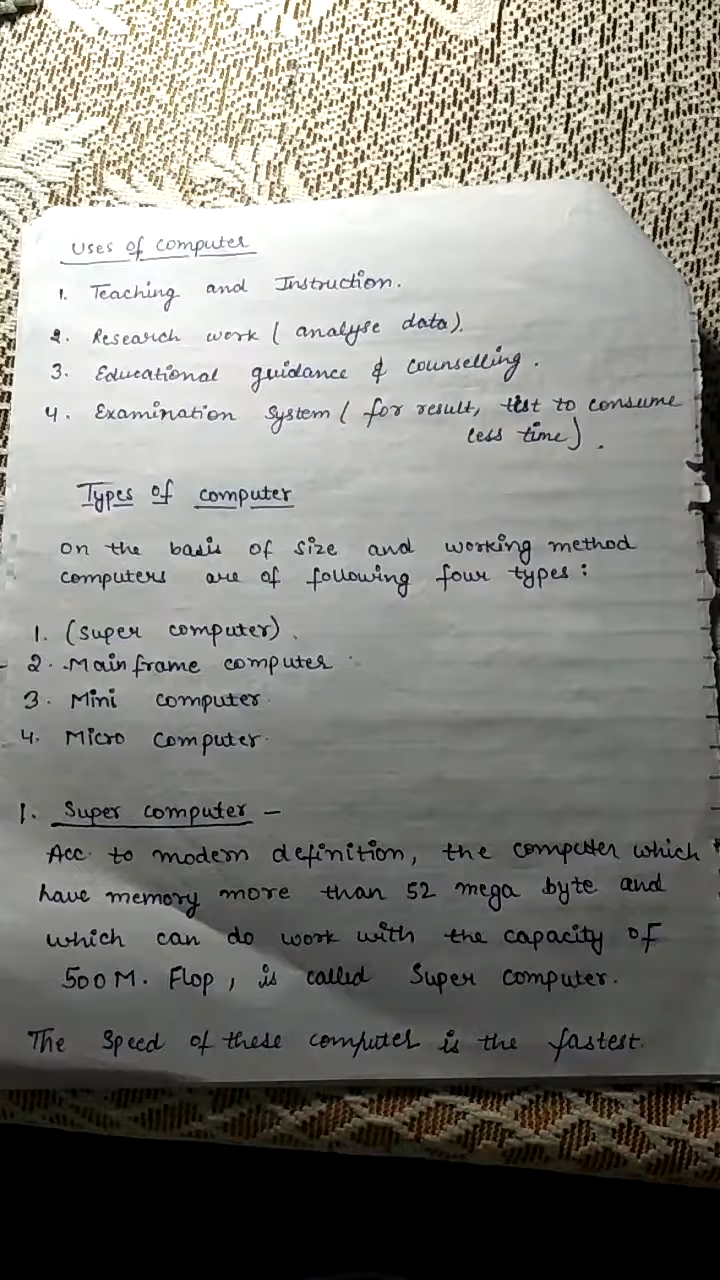 Uses of computer
1. Teaching and Instruction.
2. Research work ( analyse data).
3. Educational guidance & counselling.
4. Examination System ( for result, test to consume
less time).
Types of computer
on the basis of size and working method
computers are of following four types:
1. (super computer).
2. Main frame computer
3. Mini computer
4. Micro computer.
1. Super computer –
Acc. to modern definition, the computer which
have memory more than 52 mega byte and
which can do work with the capacity of
500 M. Flop, is called Super computer.
The Speed of these computer is the fastest.